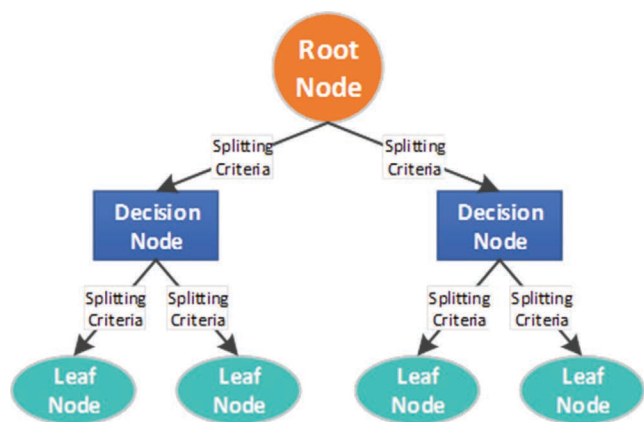 Root
Node
Splitting
Criteria
Splitting
Criteria
Decision
Node
Decision
Node
Splitting
Criteria
Splitting
Criteria
Splitting
Criteria
Splitting
Criteria
Leaf
Node
Leaf
Node
Leaf
Node
Leaf
Node